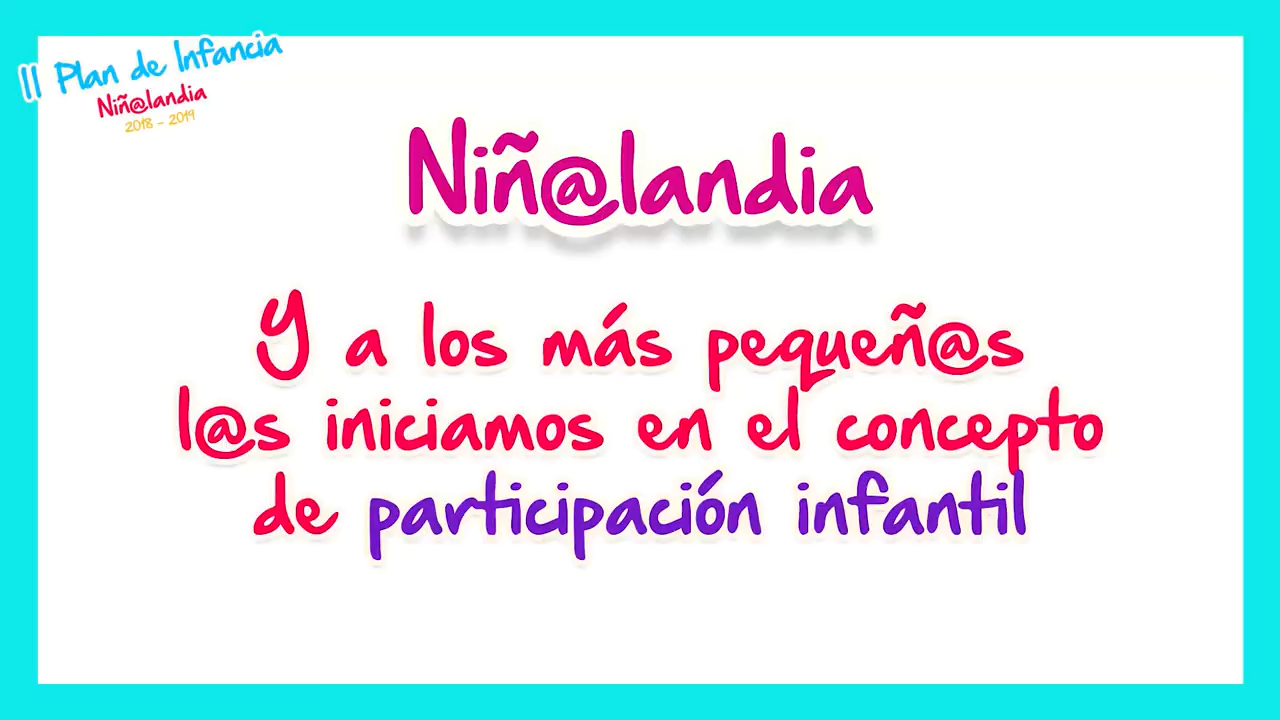 II Plan de Infancia
Niñ@landia
2018 - 2019
Niñ@landia
Y a los más pequeñ@s
l@s iniciamos en el concepto
de participación infantil